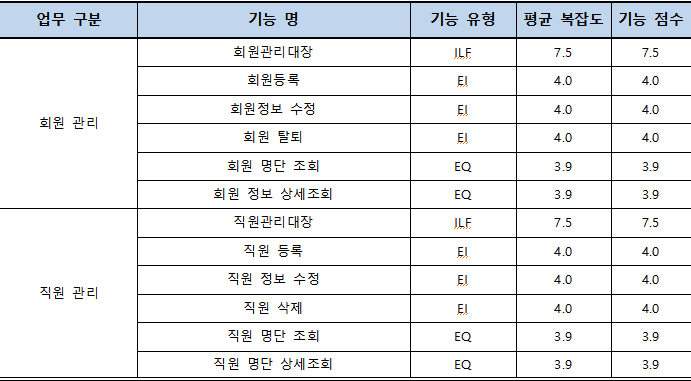 업무 구분 기능 명 기능 유형 평균 복잡도 기능 점수
회원관리대장 ILF 7.5 7.5
회원등록 EI 4.0 4.0
회원정보 수정 EI 4.0 4.0
회원 관리
회원 탈퇴 EI 4.0 4.0
회원 명단 조회 EQ 3.9 3.9
회원 정보 상세조회 EQ 3.9 3.9
직원관리대장 ILF 7.5 7.5
직원 등록 EI 4.0 4.0
직원 정보 수정 EI 4.0 4.0
직원 관리
직원 삭제 EI 4.0 4.0
직원 명단 조회 EQ 3.9 3.9
직원 명단 상세조회 EQ 3.9 3.9